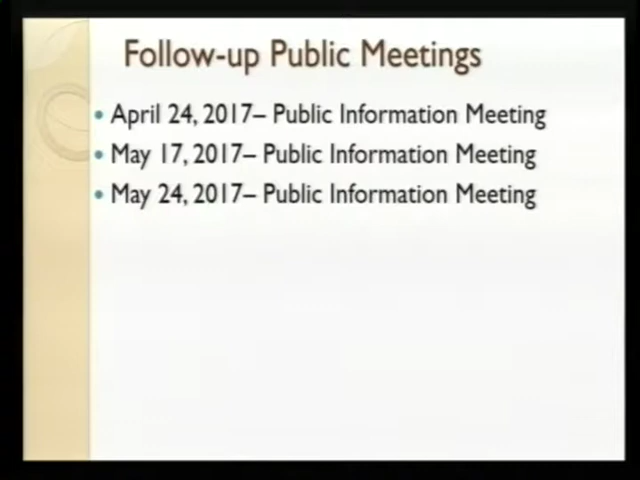 Follow-up Public Meetings
• April 24, 2017– Public Information Meeting
• May 17, 2017– Public Information Meeting
• May 24, 2017– Public Information Meeting